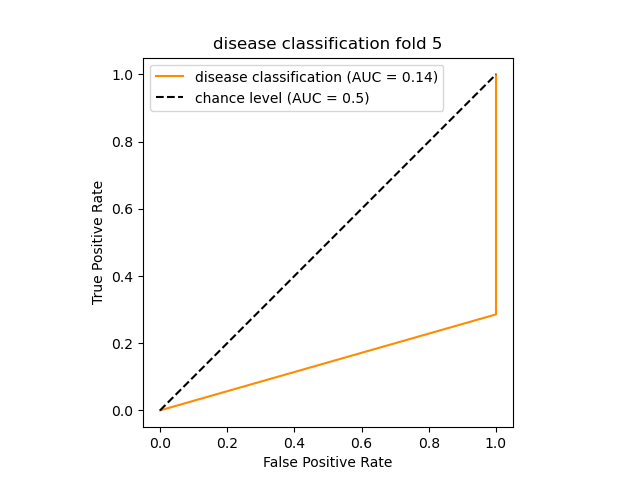 disease classification fold 5
disease classification (AUC = 0.14)
chance level (AUC = 0.5)
True Positive Rate
1.0
0.8
0.6
0.4
0.2
0.0
0.0 0.2 0.4 0.6 0.8 1.0
False Positive Rate